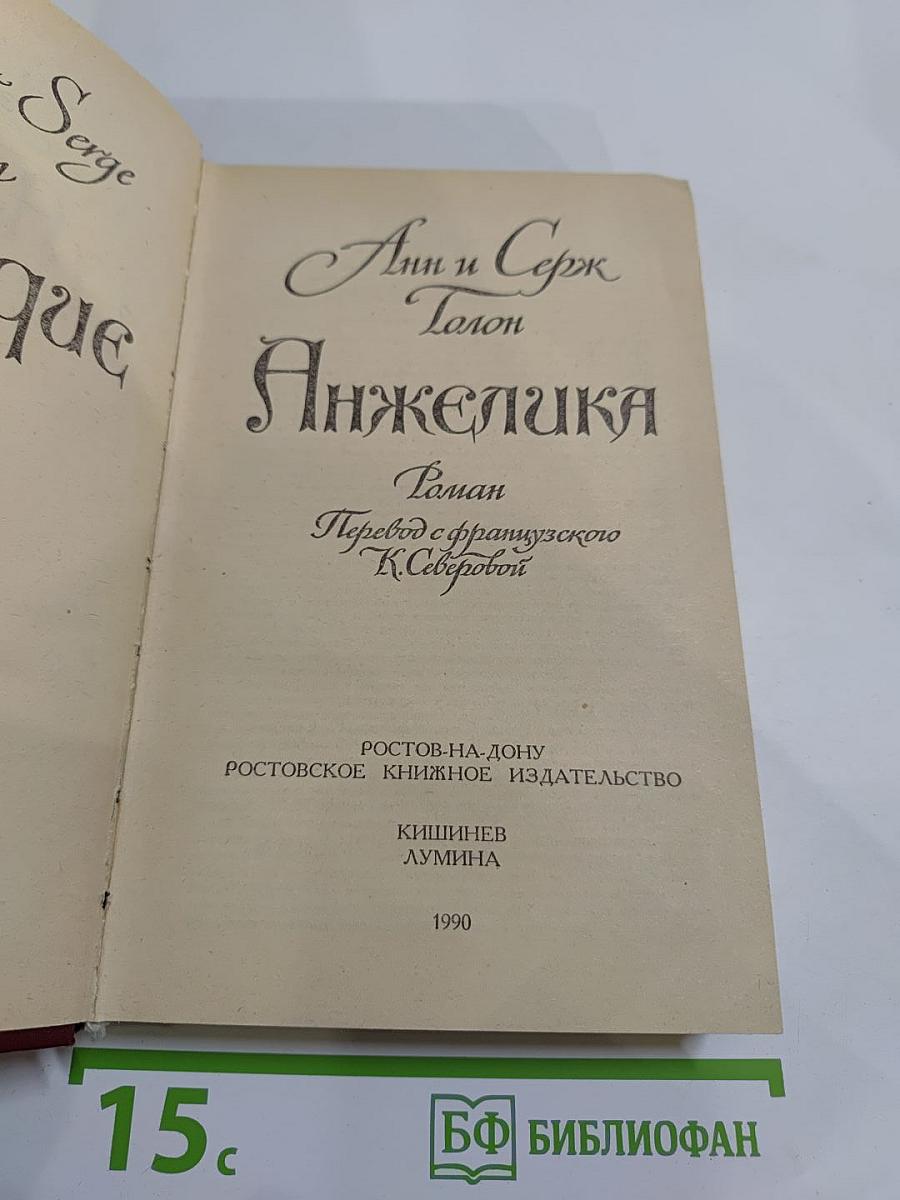 Serge
que
Анн и Серж
Голон
Анжелика
Роман
Перевод с французского
К. Северовой
РОСТОВ-НА-ДОНУ
РОСТОВСКОЕ КНИЖНОЕ ИЗДАТЕЛЬСТВО
КИШИНЕВ
ЛУМИНА
1990
15 с
БФ БИБЛИОФАН